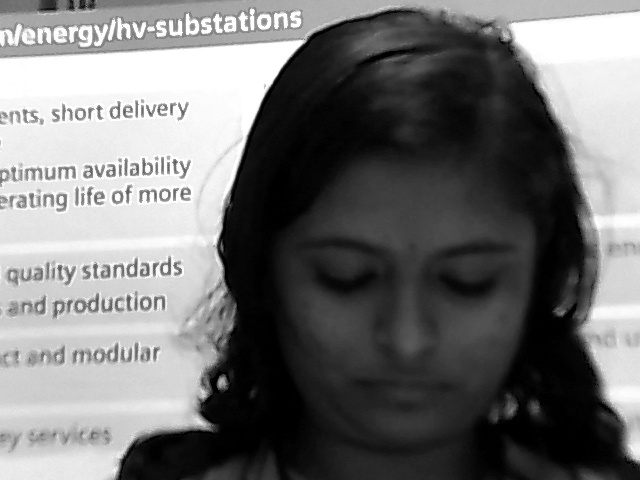 n/energy/hv-substations
ents, short delivery
ptimum availability
erating life of more
quality standards
and production
ct and modular
ey services